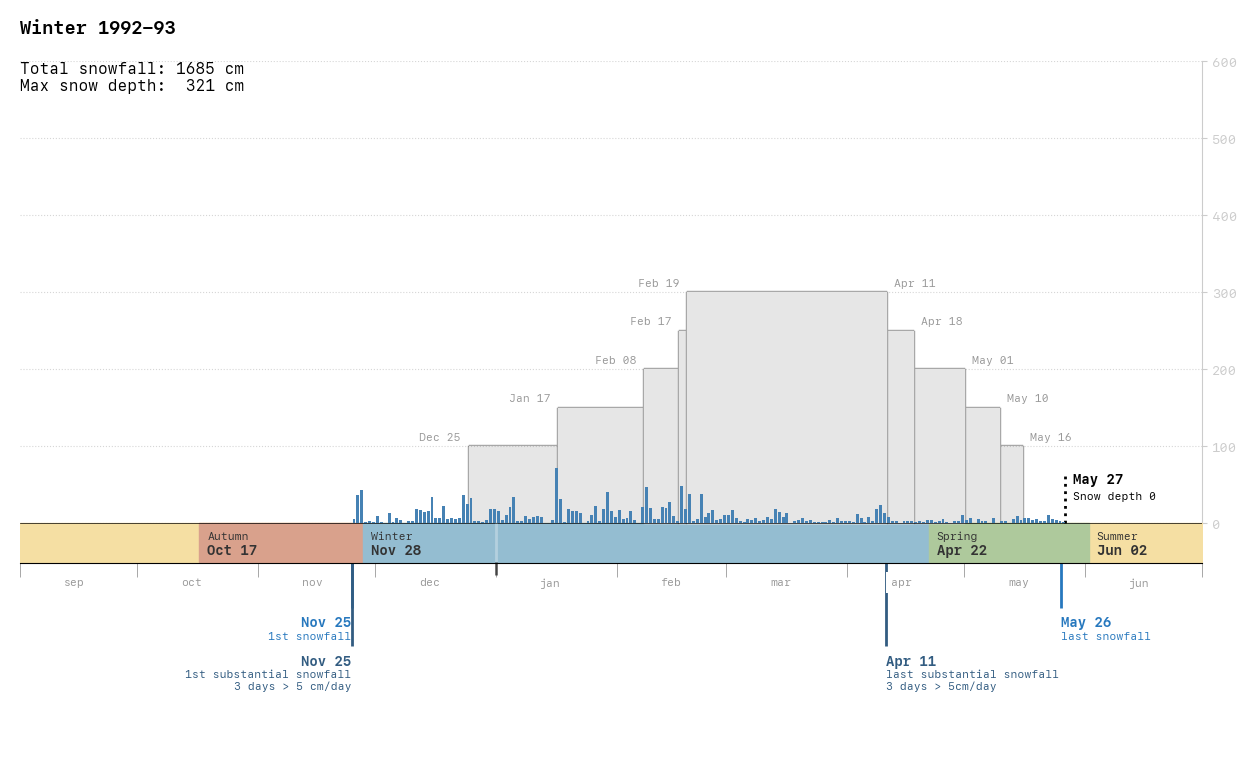 Winter 1992–93
Total snowfall: 1685 cm
Max snow depth: 321 cm
600
500
400
300
200
100
0
Feb 19
Apr 11
Feb 17
Apr 18
Feb 08
May 01
Jan 17
May 10
Dec 25
May 16
May 27
Snow depth 0
Autumn
Oct 17
Winter
Nov 28
Spring
Apr 22
Summer
Jun 02
sep
oct
nov
dec
jan
feb
mar
apr
may
jun
Nov 25
1st snowfall
May 26
last snowfall
Nov 25
1st substantial snowfall
3 days > 5 cm/day
Apr 11
last substantial snowfall
3 days > 5cm/day